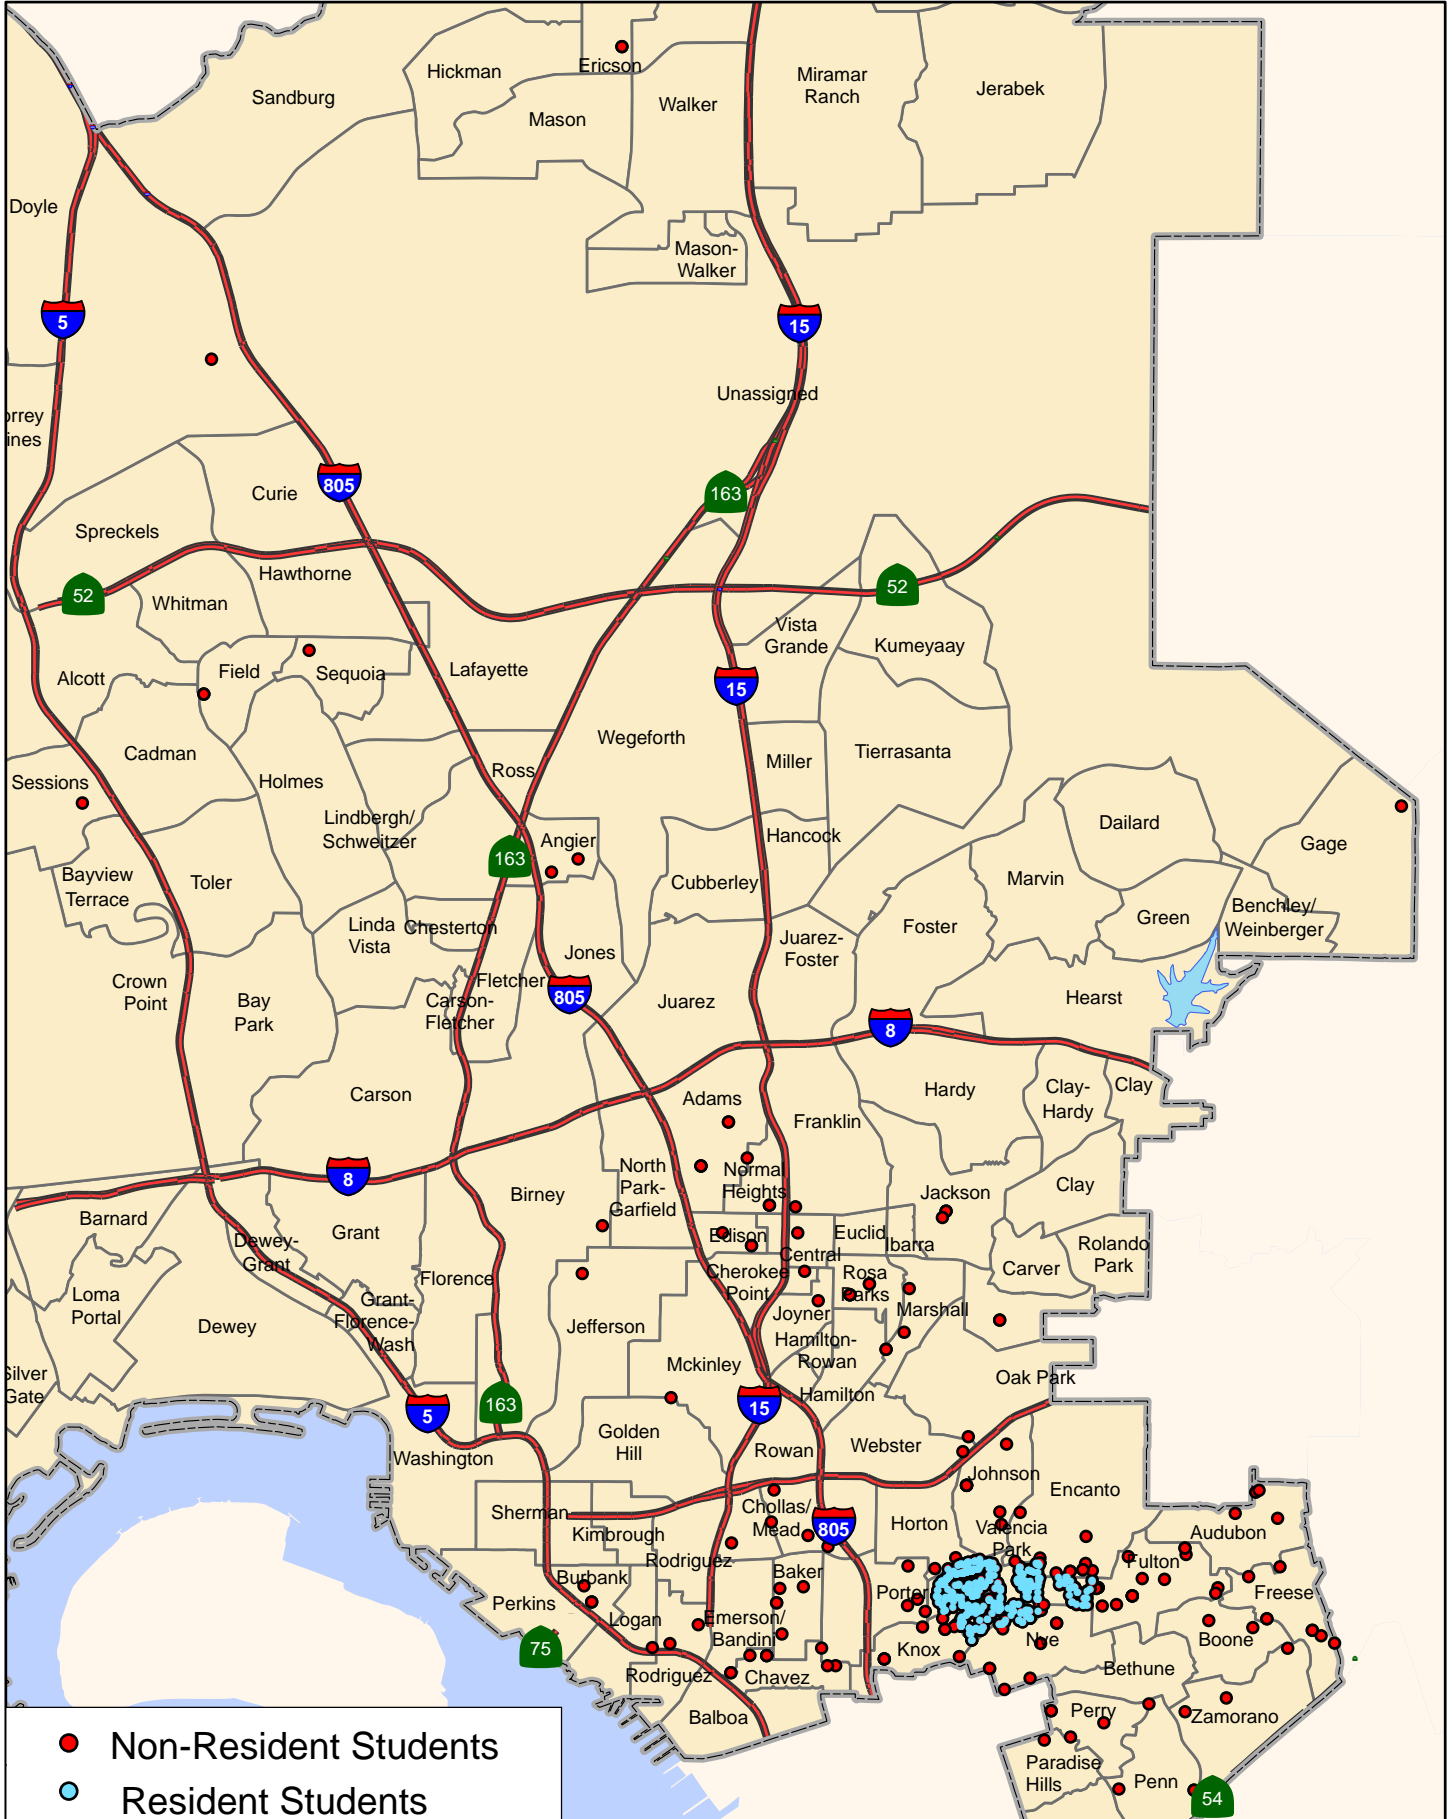 Hickman
Ericson
Sandburg
Mason
Walker
Miramar
Ranch
Jerabek
Doyle
Mason-
Walker
5
15
Unassigned
orrey
ines
805
Curie
163
Spreckels
52
Hawthorne
Whitman
52
Vista
Grande
Kumeyaay
Alcott
Field
Sequoia
Lafayette
15
Cadman
Wegeforth
Miller
Tierrasanta
Sessions
Holmes
Ross
Lindbergh/
Schweitzer
Angier
163
Hancock
Dailard
Gage
Bayview
Terrace
Toler
Cubberley
Marvin
Green
Benchley/
Weinberger
Linda
Vista
Chesterton
Foster
Juarez-
Foster
Jones
Crown
Point
Bay
Park
Fletcher
Carson-
Fletcher
805
Juarez
Hearst
8
Carson
Adams
Franklin
Hardy
Clay-
Hardy
Clay
8
North
Park-
Garfield
Birney
Normal
Heights
Jackson
Clay
Barnard
Grant
Dewey-
Grant
Edison
Central
Euclid
Ibarra
Rolando
Park
Florence
Cherokee
Point
Rosa
Parks
Carver
Loma
Portal
Grant-
Florence-
Wash
Dewey
Jefferson
Joyner
Marshall
Hamilton-
Rowan
Silver
Gate
Mckinley
Oak Park
5
163
15
Hamilton
Washington
Golden
Hill
Rowan
Webster
Johnson
Encanto
Sherman
Kimbrough
Chollas/
Mead
805
Horton
Valencia
Park
Audubon
Rodriguez
Fulton
Burbank
Baker
Porter
Freese
Perkins
Logan
Emerson/
Bandini
75
Knox
Nye
Boone
Rodriguez
Chavez
Bethune
Balboa
Perry
Zamorano
Paradise
Hills
Penn
54
Non-Resident Students
Resident Students